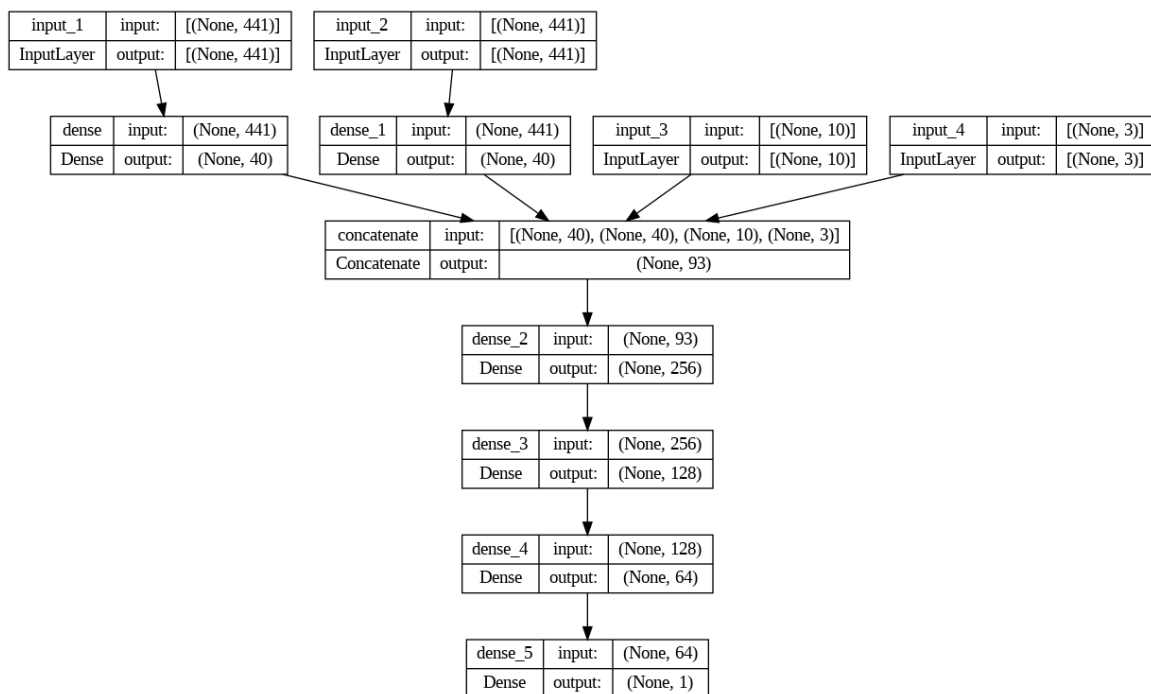 input_1 input: [(None, 441)]
InputLayer output: [(None, 441)]
input_2 input: [(None, 441)]
InputLayer output: [(None, 441)]
dense input: (None, 441)
Dense output: (None, 40)
dense_1 input: (None, 441)
Dense output: (None, 40)
input_3 input: [(None, 10)]
InputLayer output: [(None, 10)]
input_4 input: [(None, 3)]
InputLayer output: [(None, 3)]
concatenate input: [(None, 40), (None, 40), (None, 10), (None, 3)]
Concatenate output: (None, 93)
dense_2 input: (None, 93)
Dense output: (None, 256)
dense_3 input: (None, 256)
Dense output: (None, 128)
dense_4 input: (None, 128)
Dense output: (None, 64)
dense_5 input: (None, 64)
Dense output: (None, 1)